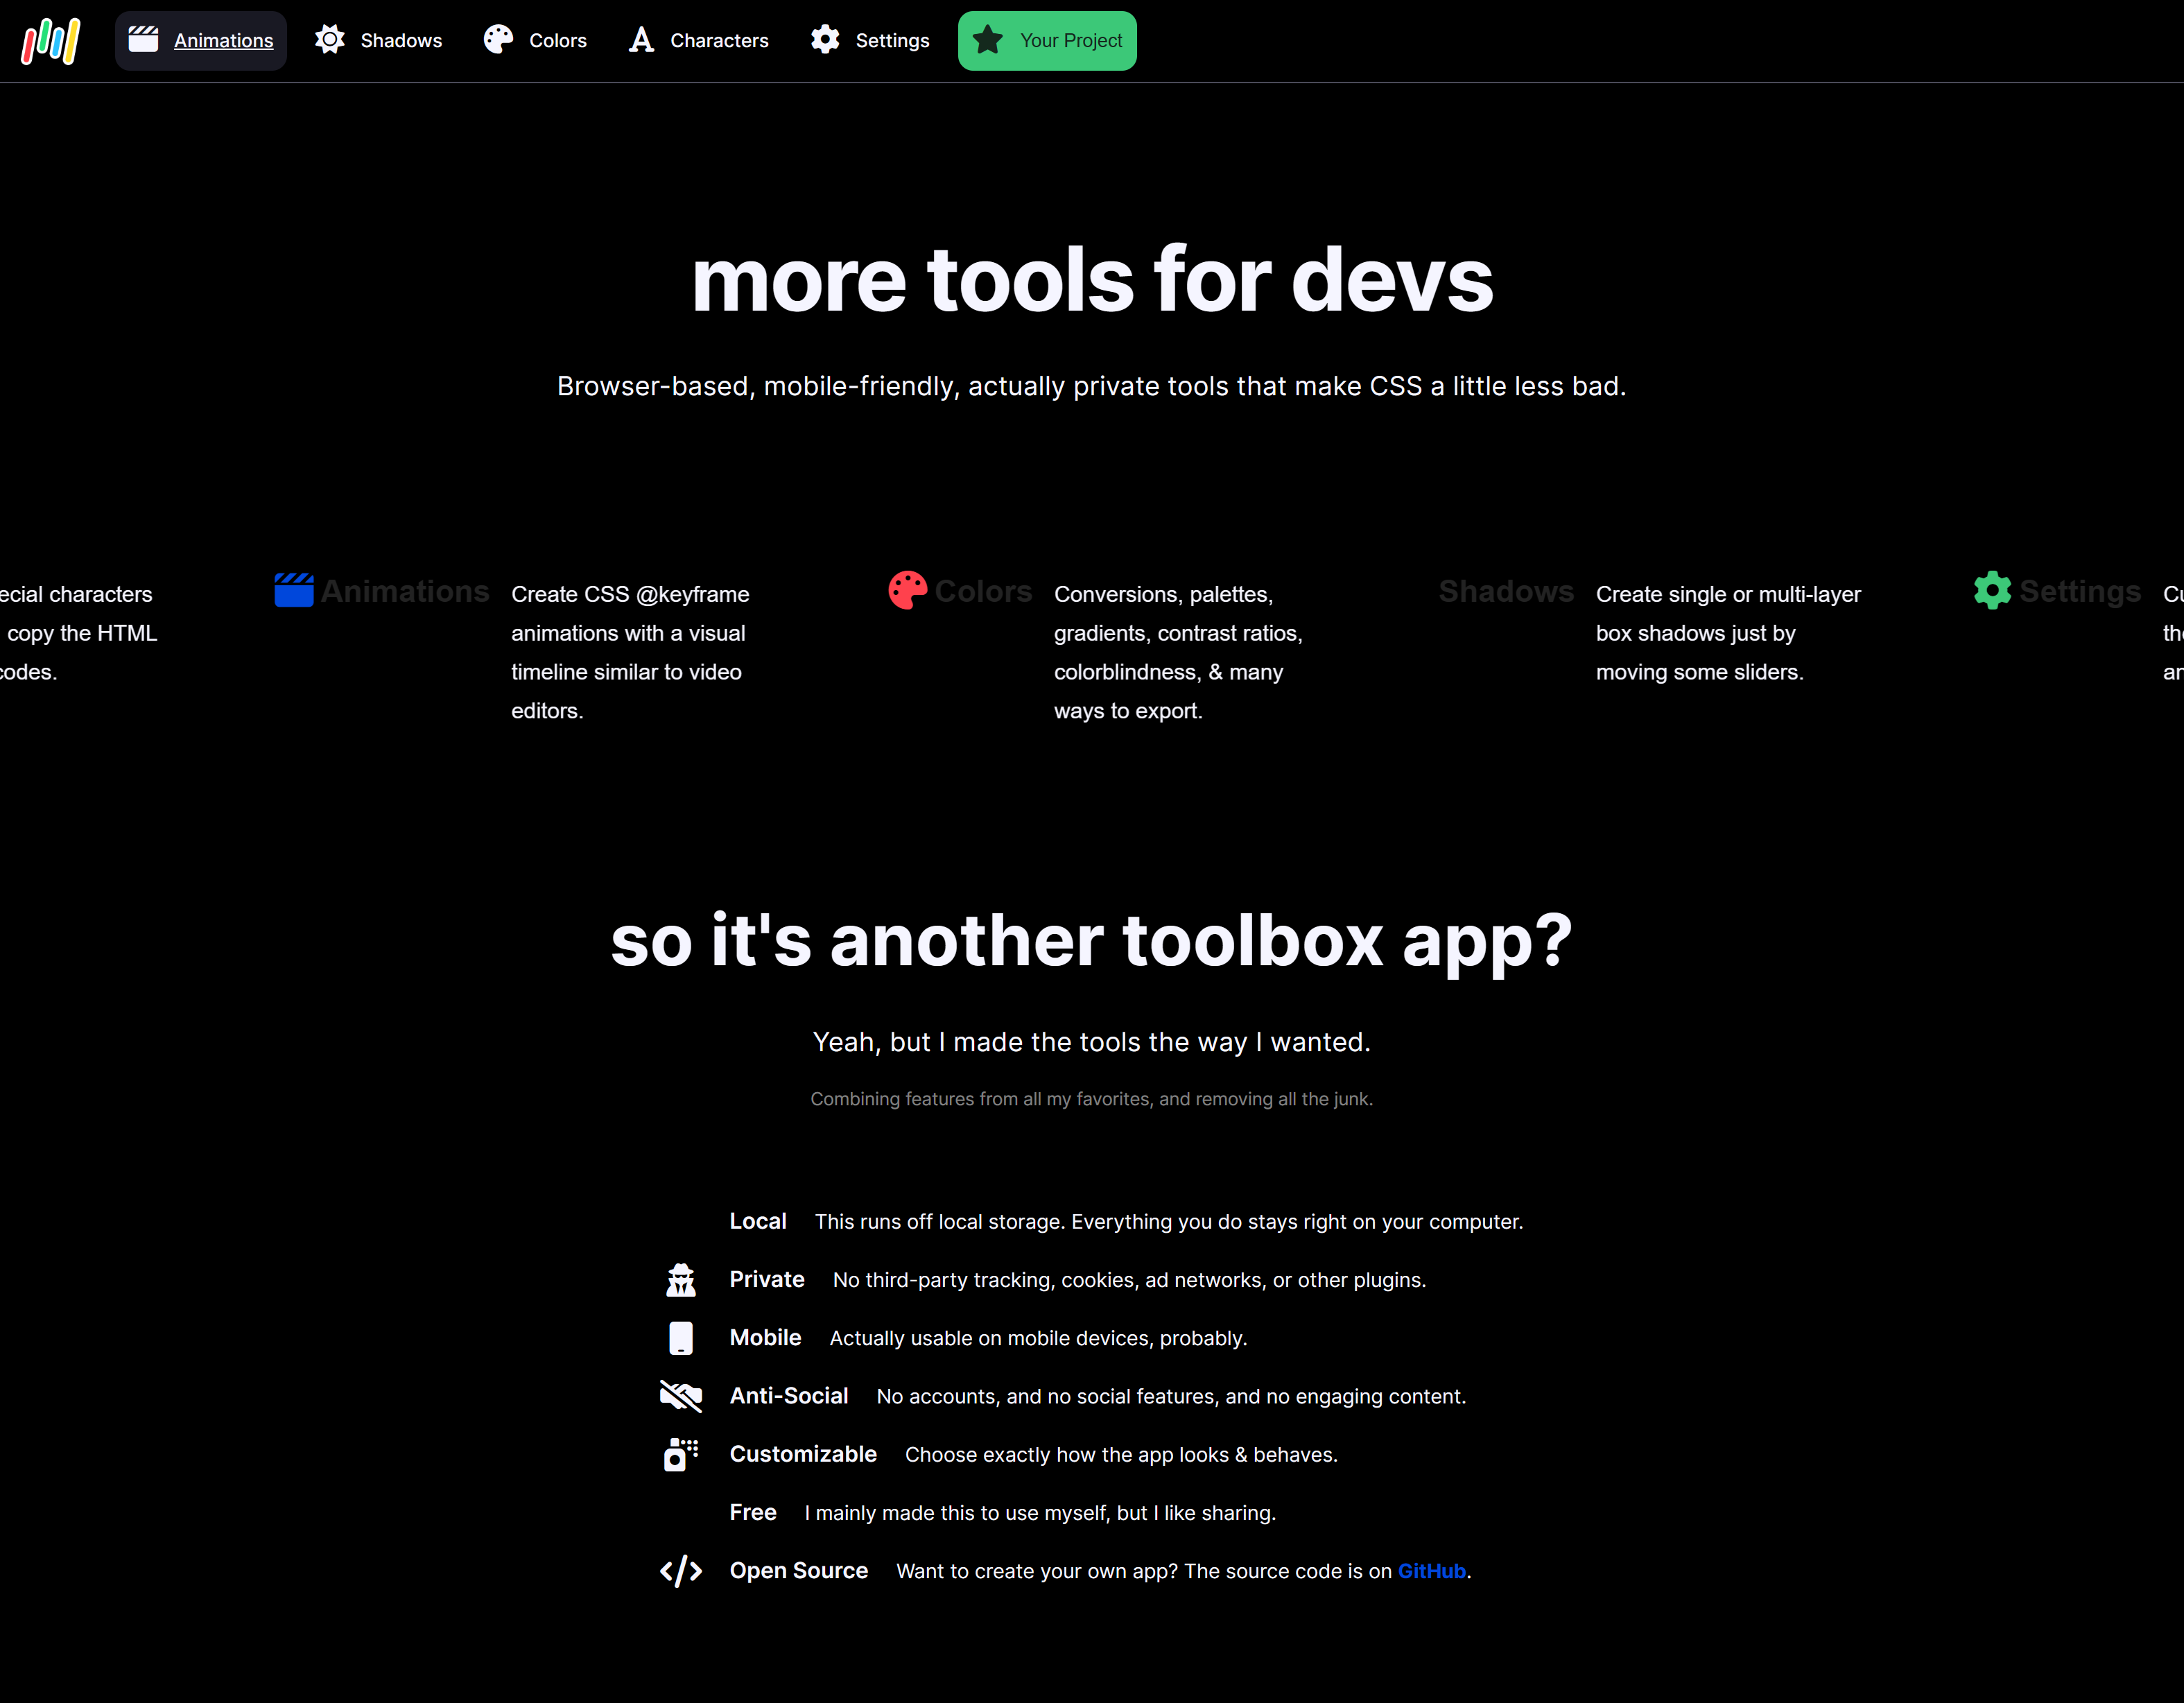 Animations
Shadows
Colors
Characters
Settings
Your Project
more tools for devs
Browser-based, mobile-friendly, actually private tools that make CSS a little less bad.
ecial characters
copy the HTML
codes.
Animations
Create CSS @keyframe
animations with a visual
timeline similar to video
editors.
Colors
Conversions, palettes,
gradients, contrast ratios,
colorblindness, & many
ways to export.
Shadows
Create single or multi-layer
box shadows just by
moving some sliders.
Settings
so it's another toolbox app?
Yeah, but I made the tools the way I wanted.
Combining features from all my favorites, and removing all the junk.
Local This runs off local storage. Everything you do stays right on your computer.
Private No third-party tracking, cookies, ad networks, or other plugins.
Mobile Actually usable on mobile devices, probably.
Anti-Social No accounts, and no social features, and no engaging content.
Customizable Choose exactly how the app looks & behaves.
Free I mainly made this to use myself, but I like sharing.
Open Source Want to create your own app? The source code is on GitHub.